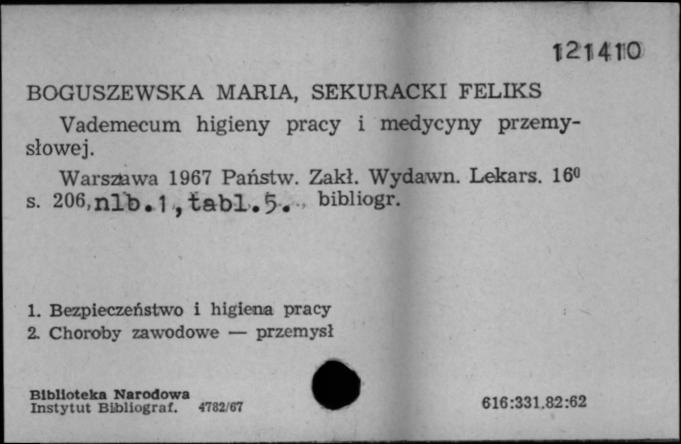 121410
BOGUSZEWSKA MARIA, SEKURACKI FELIKS
Vademecum higieny pracy i medycyny przemy-
słowej.
Warszawa 1967 Państw. Zakł. Wydawn. Lekars. 16⁰
s. 206, nlb. 1, tabl. 5. bibliogr.
1. Bezpieczeństwo i higiena pracy
2. Choroby zawodowe — przemysł
Biblioteka Narodowa
Instytut Bibliograf. 4782/67
616:331.82:62